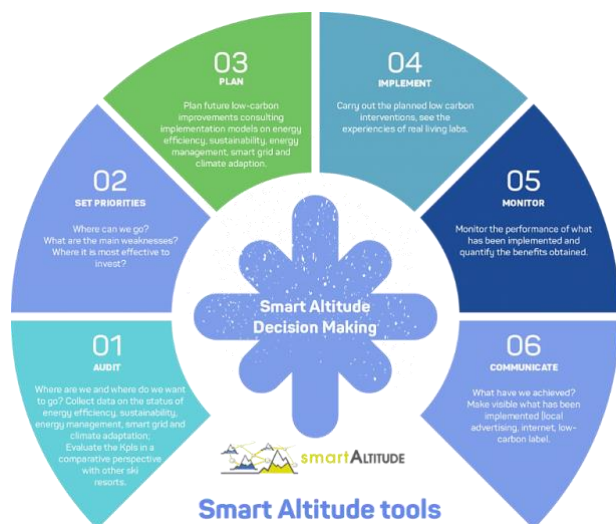 03
PLAN
Plan future low-carbon
improvements consulting
implementation models on energy
efficiency, sustainability, energy
management, smart grid and
climate adaption.
04
IMPLEMENT
Carry out the planned low carbon
interventions, see the
experiencies of real living labs.
02
SET PRIORITIES
Where can we go?
What are the main weaknesses?
Where it is most effective to
invest?
05
MONITOR
Monitor the performance of what
has been implemented and
quantify the benefits obtained.
Smart Altitude
Decision Making
01
AUDIT
Where are we and where do we want
to go? Collect data on the status of
energy efficiency, sustainability,
energy management, smart grid and
climate adaptation;
Evaluate the KpIs in a
comparative perspective
with other ski
resorts.
06
COMMUNICATE
What have we achieved?
Make visible what has been
implemented (local
advertising, internet, low-
carbon label.
smartALTITUDE
Smart Altitude tools